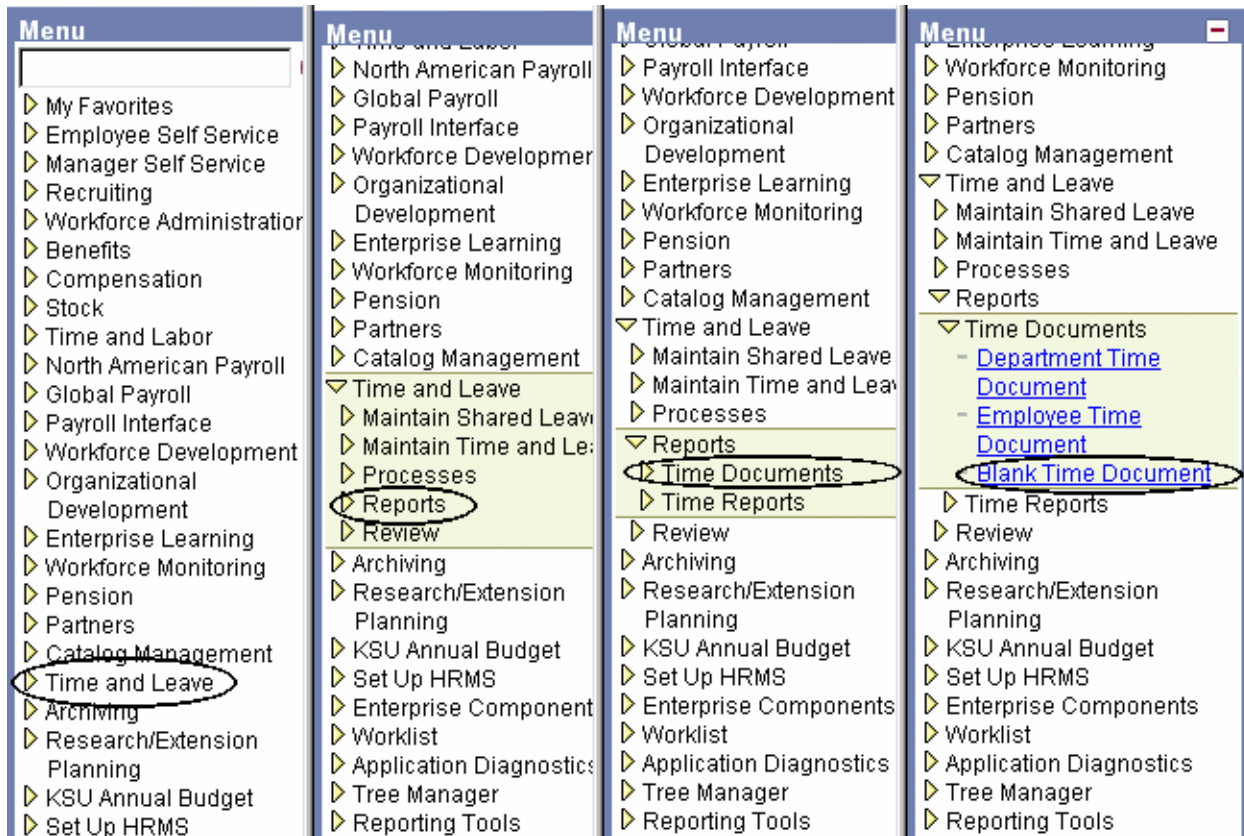 Menu
My Favorites
Employee Self Service
Manager Self Service
Recruiting
Workforce Administration
Benefits
Compensation
Stock
Time and Labor
North American Payroll
Global Payroll
Payroll Interface
Workforce Development
Organizational
Development
Enterprise Learning
Workforce Monitoring
Pension
Partners
Catalog Management
Time and Leave
Archiving
Research/Extension
Planning
KSU Annual Budget
Set Up HRMS
Menu
Time and Labor
North American Payroll
Global Payroll
Payroll Interface
Workforce Developmen
Organizational
Development
Enterprise Learning
Workforce Monitoring
Pension
Partners
Catalog Management
Time and Leave
Maintain Shared Leav
Maintain Time and Lea
Processes
Reports
Review
Archiving
Research/Extension
Planning
KSU Annual Budget
Set Up HRMS
Enterprise Component
Worklist
Application Diagnostics
Tree Manager
Reporting Tools
Menu
Global Payroll
Payroll Interface
Workforce Development
Organizational
Development
Enterprise Learning
Workforce Monitoring
Pension
Partners
Catalog Management
Time and Leave
Maintain Shared Leave
Maintain Time and Leav
Processes
Reports
Time Documents
Time Reports
Review
Archiving
Research/Extension
Planning
KSU Annual Budget
Set Up HRMS
Enterprise Components
Worklist
Application Diagnostics
Tree Manager
Reporting Tools
Menu
Enterprise Learning
Workforce Monitoring
Pension
Partners
Catalog Management
Time and Leave
Maintain Shared Leave
Maintain Time and Leave
Processes
Reports
Time Documents
Department Time
Document
Employee Time
Document
Blank Time Document
Time Reports
Review
Archiving
Research/Extension
Planning
KSU Annual Budget
Set Up HRMS
Enterprise Components
Worklist
Application Diagnostics
Tree Manager
Reporting Tools